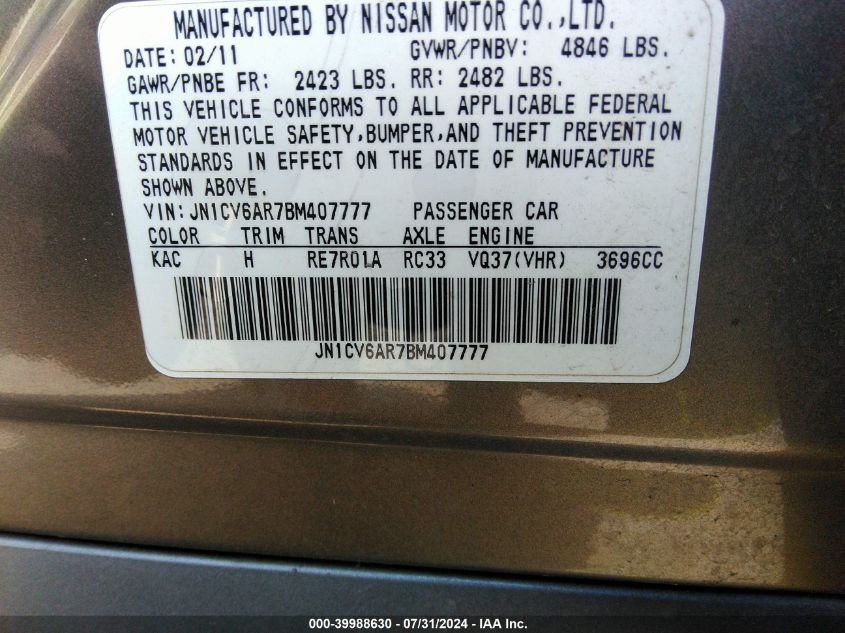 MANUFACTURED BY NISSAN MOTOR CO.,LTD.
DATE: 02/11 GVWR/PNBV: 4846 LBS.
GAWR/PNBE FR: 2423 LBS. RR: 2482 LBS.
THIS VEHICLE CONFORMS TO ALL APPLICABLE FEDERAL
MOTOR VEHICLE SAFETY,BUMPER,AND THEFT PREVENTION
STANDARDS IN EFFECT ON THE DATE OF MANUFACTURE
SHOWN ABOVE.
VIN:JN1CV6AR7BM407777 PASSENGER CAR
COLOR TRIM TRANS AXLE ENGINE
KAC H RE7R01A RC33 VQ37(VHR) 3696CC
JN1CV6AR7BM407777
000-39988630 - 07/31/2024 - IAA Inc.